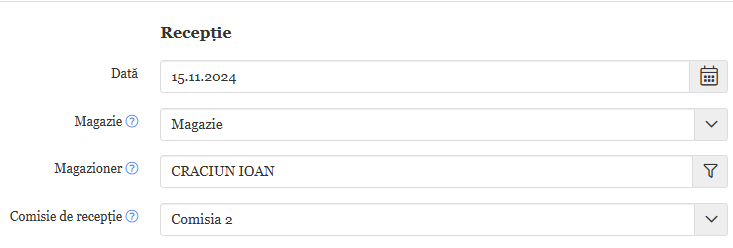 Recepție
Dată
15.11.2024
Magazie
Magazie
Magazioner
CRACIUN IOAN
Comisie de recepție
Comisia 2